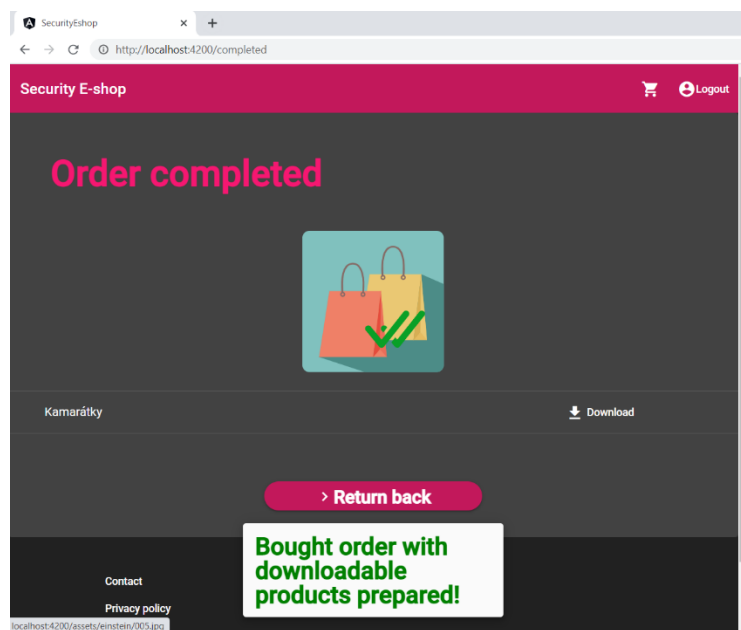 SecurityEshop
http://localhost:4200/completed
Security E-shop
Logout
Order completed
Kamarátky
Download
Return back
Bought order with
downloadable
products prepared!
Contact
Privacy policy
localhost:4200/assets/einstein/005.jpg